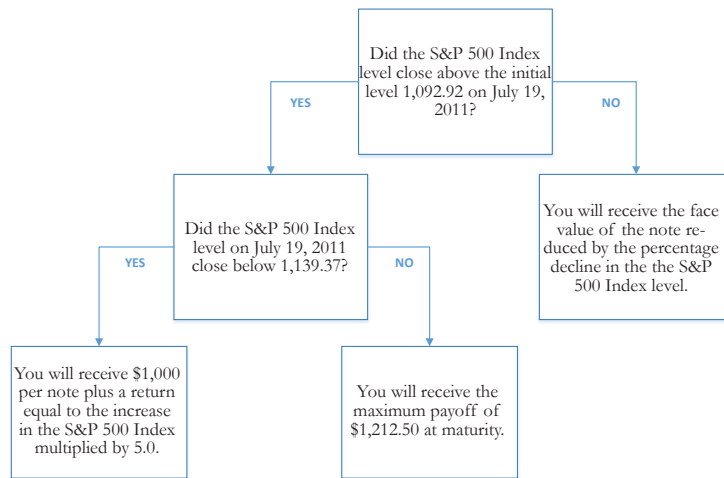 Did the S&P 500 Index
level close above the initial
level 1,092.92 on July 19,
2011?
YES
NO
Did the S&P 500 Index
level on July 19, 2011
close below 1,139.37?
You will receive the face
value of the note re-
duced by the percentage
decline in the the S&P
500 Index level.
YES
NO
You will receive $1,000
per note plus a return
equal to the increase
in the S&P 500 Index
multiplied by 5.0.
You will receive the
maximum payoff of
$1,212.50 at maturity.